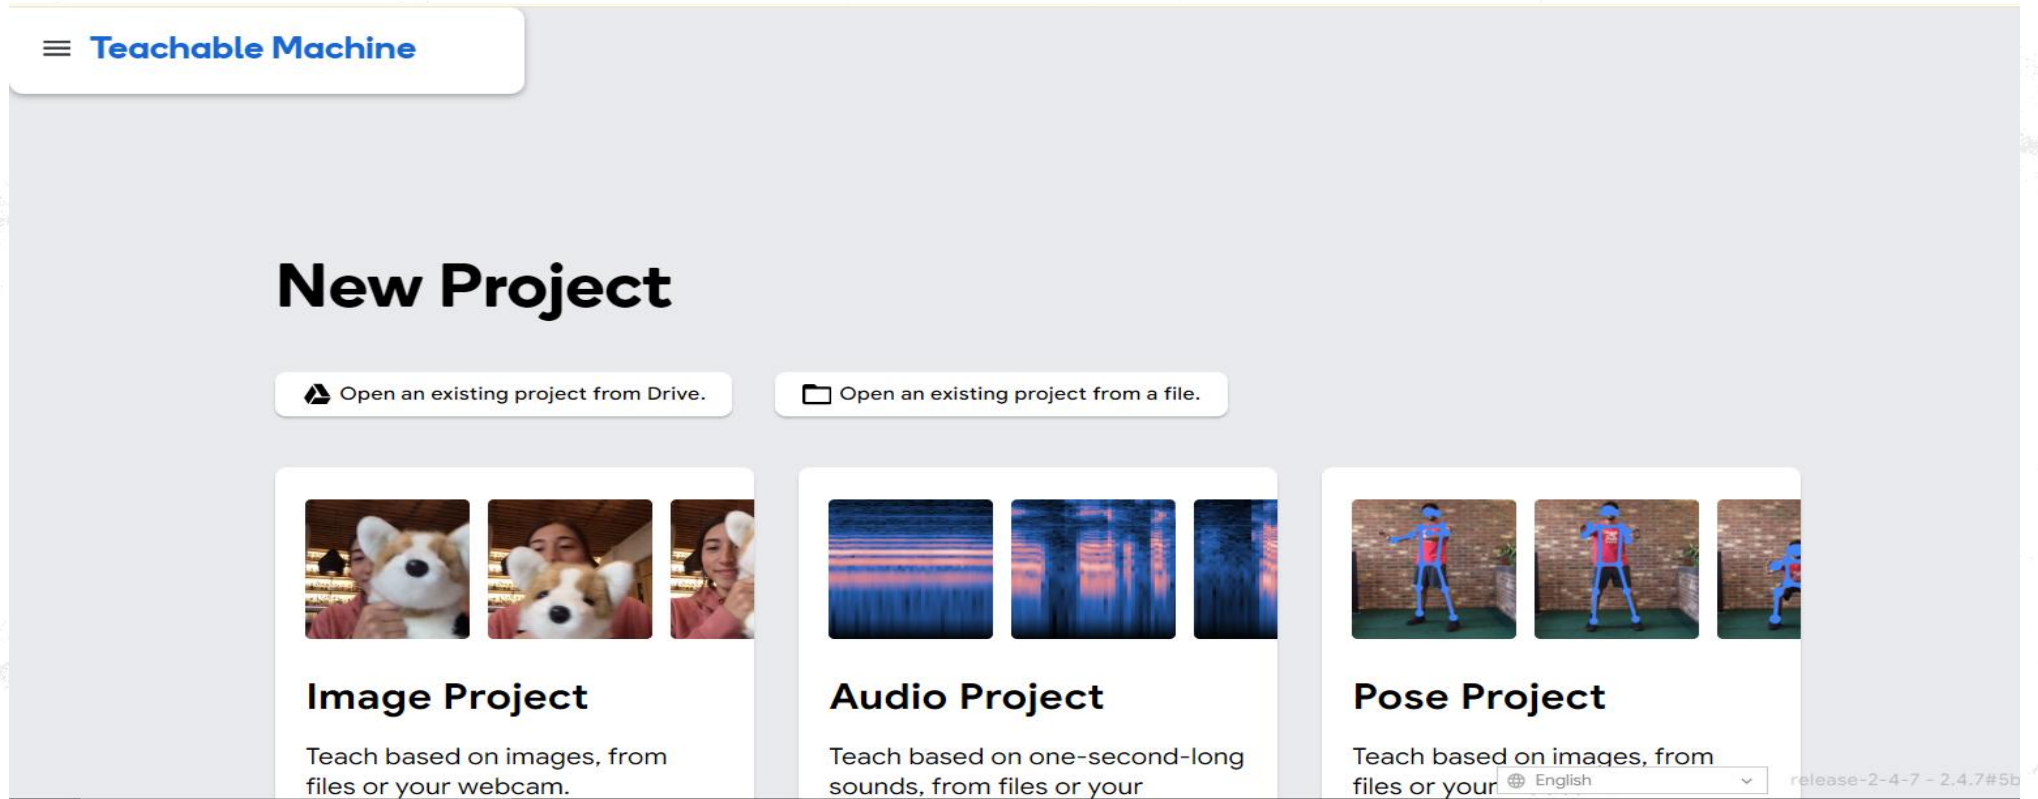 Teachable Machine
New Project
Open an existing project from Drive.
Open an existing project from a file.
Image Project
Teach based on images, from
files or your webcam.
Audio Project
Teach based on one-second-long
sounds, from files or your
Pose Project
Teach based on images, from
files or your
English
release-2-4-7 - 2.4.7#5b